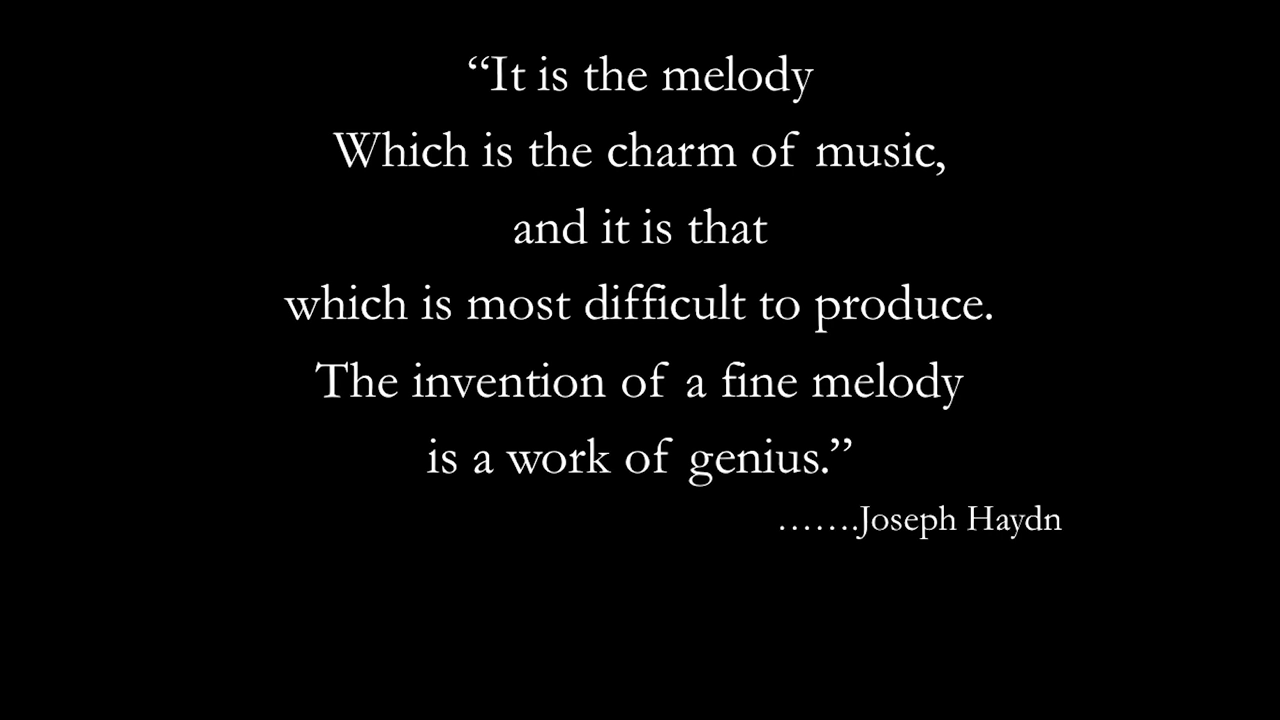 “It is the melody
Which is the charm of music,
and it is that
which is most difficult to produce.
The invention of a fine melody
is a work of genius.”
…….Joseph Haydn